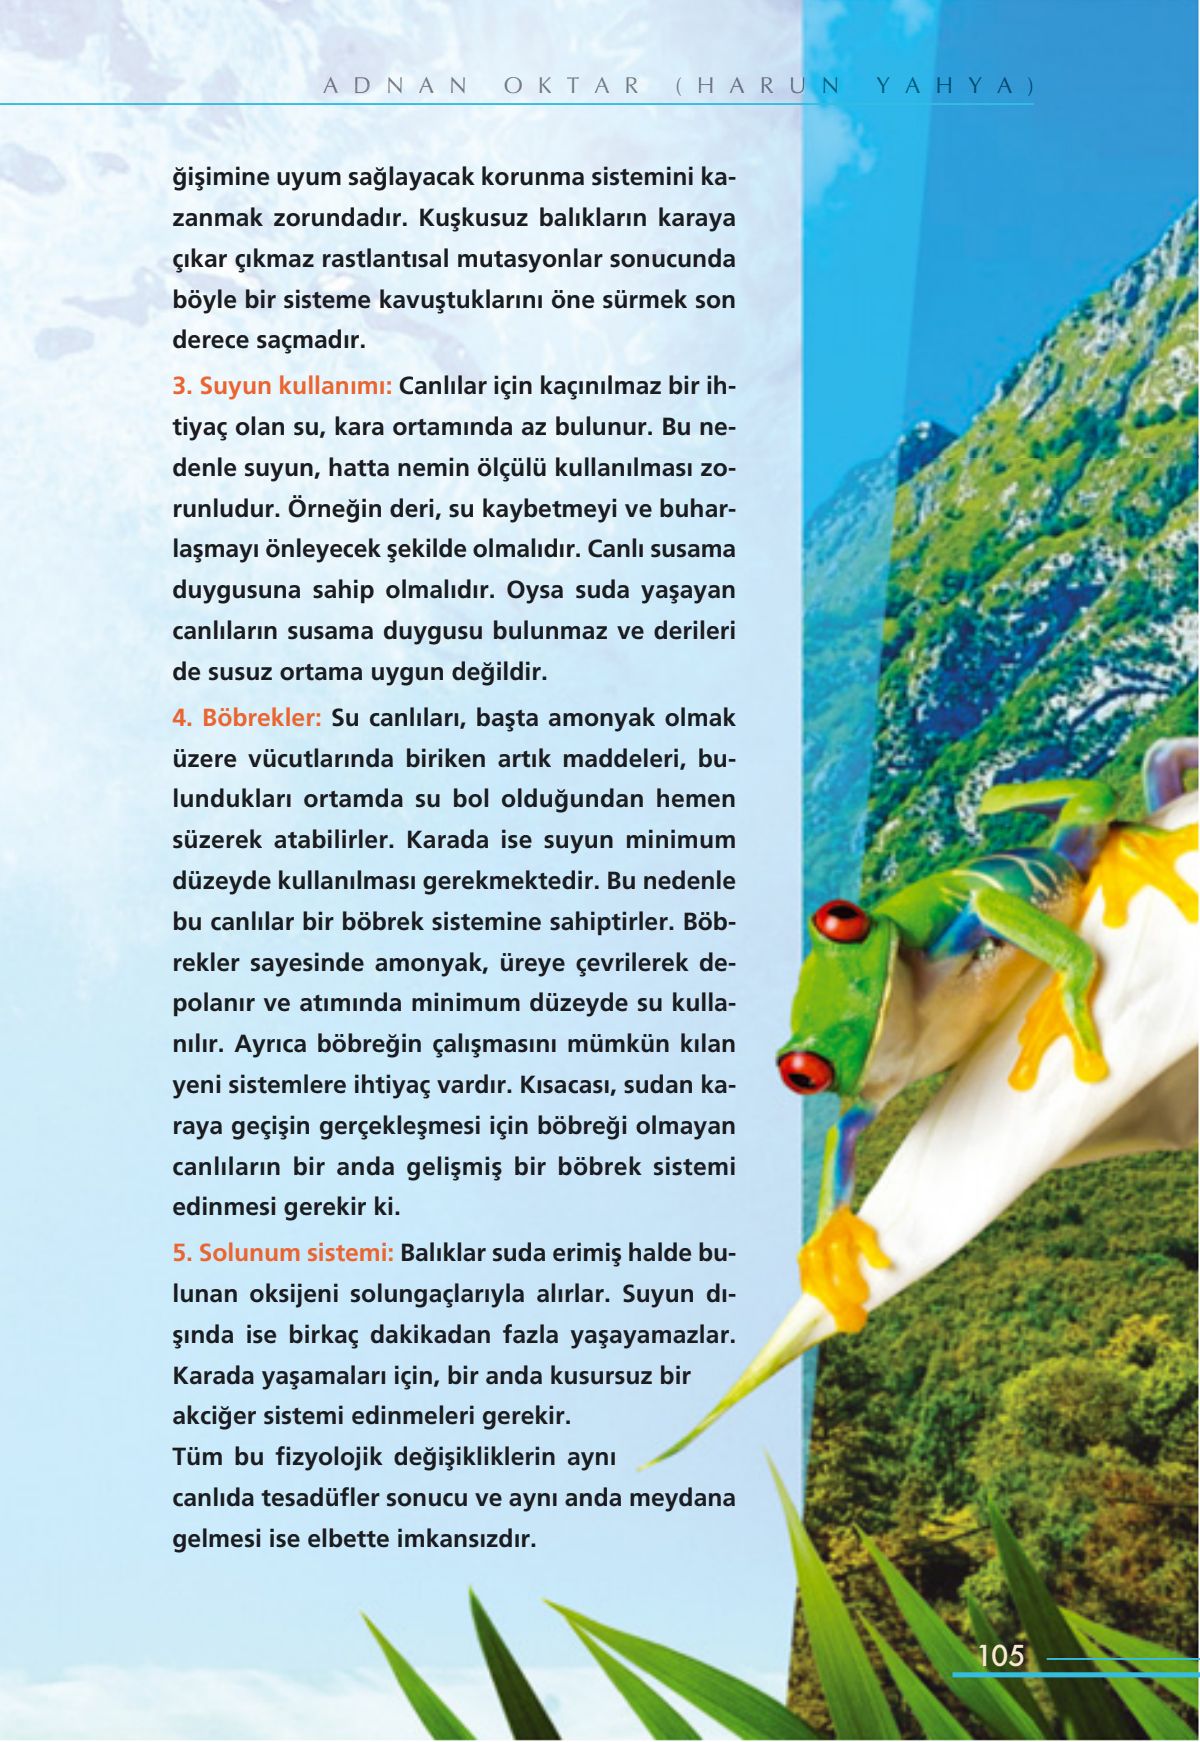 ADNAN OKTAR (HARUN YAHYA)
ğişimine uyum sağlayacak korunma sistemini ka-
zanmak zorundadır. Kuşkusuz balıkların karaya
çıkar çıkmaz rastlantısal mutasyonlar sonucunda
böyle bir sisteme kavuştuklarını öne sürmek son
derece saçmadır.
3. Suyun kullanımı: Canlılar için kaçınılmaz bir ih-
tiyaç olan su, kara ortamında az bulunur. Bu ne-
denle suyun, hatta nemin ölçülü kullanılması zo-
runludur. Örneğin deri, su kaybetmeyi ve buhar-
laşmayı önleyecek şekilde olmalıdır. Canlı susama
duygusuna sahip olmalıdır. Oysa suda yaşayan
canlıların susama duygusu bulunmaz ve derileri
de susuz ortama uygun değildir.
4. Böbrekler: Su canlıları, başta amonyak olmak
üzere vücutlarında biriken artık maddeleri, bu-
lundukları ortamda su bol olduğundan hemen
süzerek atabilirler. Karada ise suyun minimum
düzeyde kullanılması gerekmektedir. Bu nedenle
bu canlılar bir böbrek sistemine sahiptirler. Böb-
rekler sayesinde amonyak, üreye çevrilerek de-
polanır ve atımında minimum düzeyde su kulla-
nılır. Ayrıca böbreğin çalışmasını mümkün kılan
yeni sistemlere ihtiyaç vardır. Kısacası, sudan ka-
raya geçişin gerçekleşmesi için böbreği olmayan
canlıların bir anda gelişmiş bir böbrek sistemi
edinmesi gerekir ki.
5. Solunum sistemi: Balıklar suda erimiş halde bu-
lunan oksijeni solungaçlarıyla alırlar. Suyun dı-
şında ise birkaç dakikadan fazla yaşayamazlar.
Karada yaşamaları için, bir anda kusursuz bir
akciğer sistemi edinmeleri gerekir.
Tüm bu fizyolojik değişikliklerin aynı
canlıda tesadüfler sonucu ve aynı anda meydana
gelmesi ise elbette imkansızdır.
105